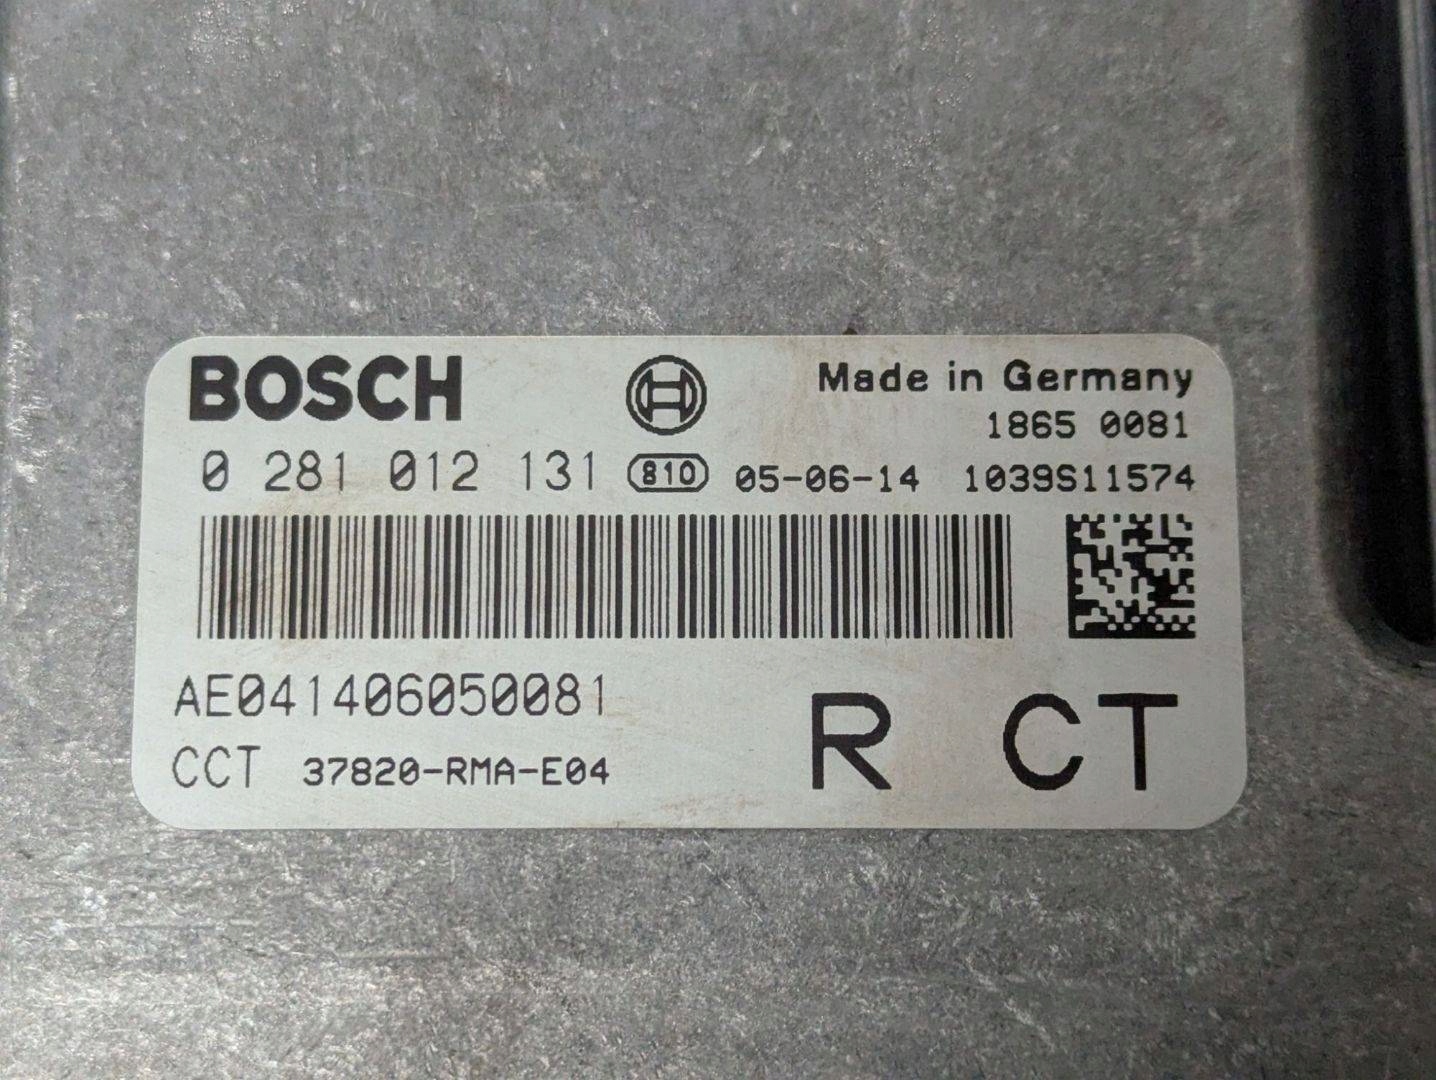 BOSCH
Made in Germany
1865 0081
0 281 012 131 810 05-06-14 1039S11574
AE041406050081
CCT 37820-RMA-E04
R CT